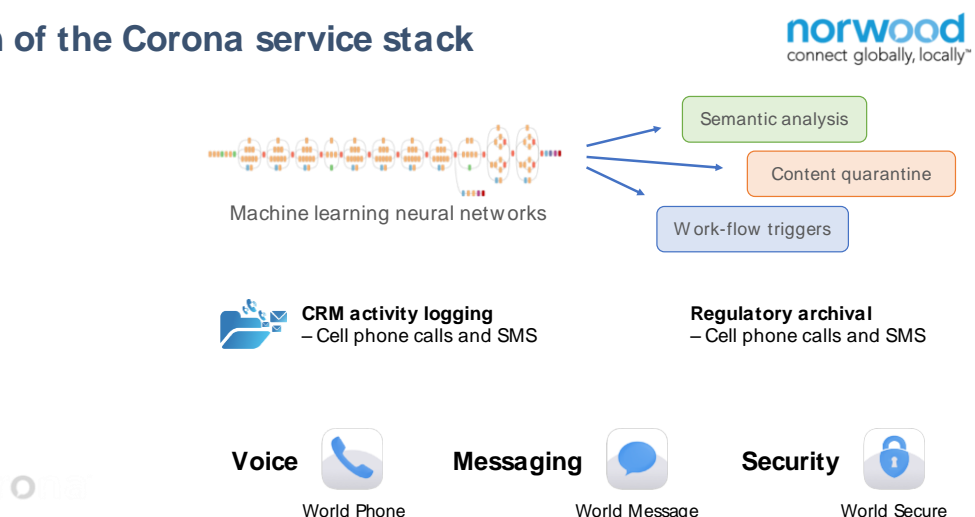 of the Corona service stack
norwood
connect globally, locally™
Semantic analysis
Content quarantine
Machine learning neural networks
Work-flow triggers
CRM activity logging
– Cell phone calls and SMS
Regulatory archival
– Cell phone calls and SMS
Voice
Messaging
Security
World Phone
World Message
World Secure